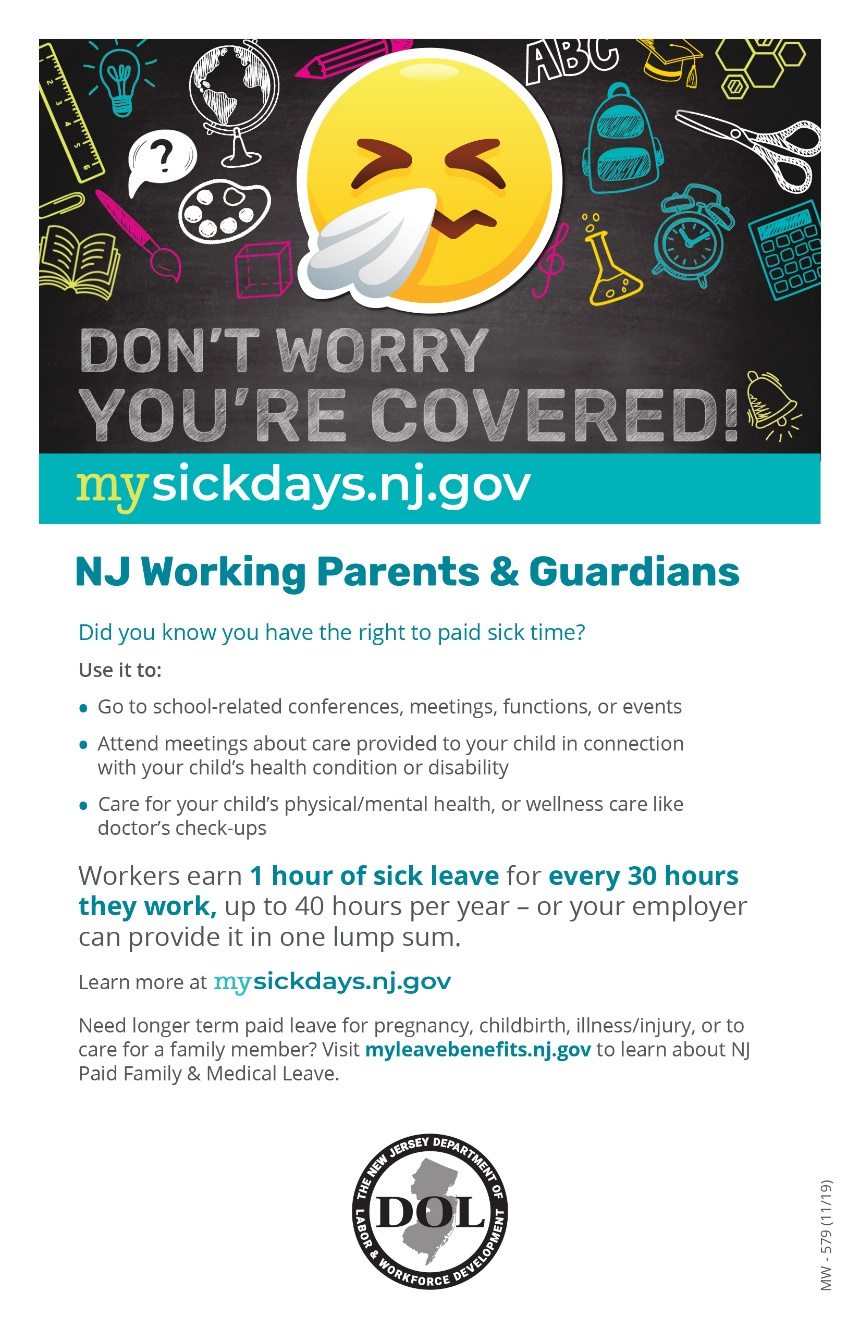 ABC
?
2 3 4 5
DON'T WORRY
YOU'RE COVERED!
mysickdays.nj.gov
NJ Working Parents & Guardians
Did you know you have the right to paid sick time?
Use it to:
• Go to school-related conferences, meetings, functions, or events
• Attend meetings about care provided to your child in connection
with your child's health condition or disability
• Care for your child's physical/mental health, or wellness care like
doctor's check-ups
Workers earn 1 hour of sick leave for every 30 hours
they work, up to 40 hours per year – or your employer
can provide it in one lump sum.
Learn more at mysickdays.nj.gov
Need longer term paid leave for pregnancy, childbirth, illness/injury, or to
care for a family member? Visit myleavebenefits.nj.gov to learn about NJ
Paid Family & Medical Leave.
THE NEW JERSEY DEPARTMENT OF
DOL
LABOR & WORKFORCE DEVELOPMENT
MW - 579 (11/19)